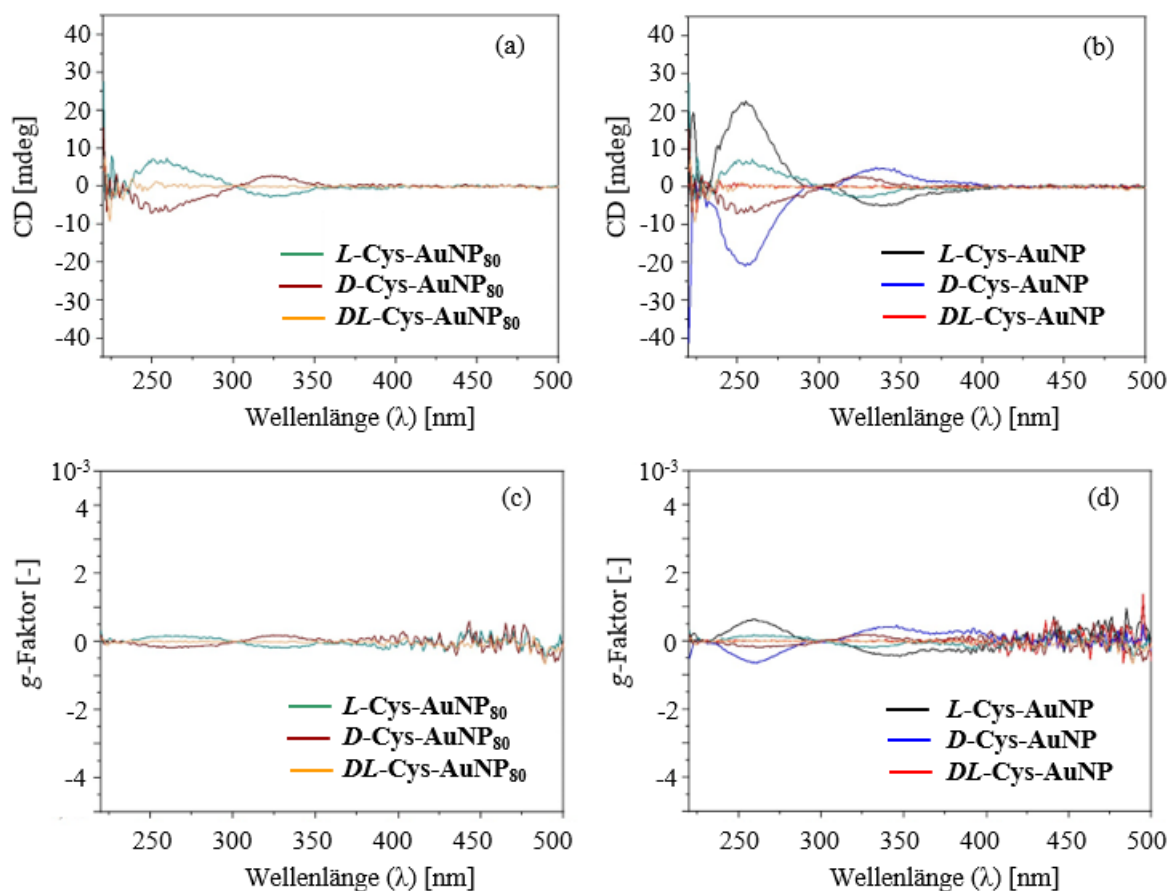 (a)
CD [mdeg]
40
30
20
10
0
-10
-20
-30
-40
L-Cys-AuNP₈₀
D-Cys-AuNP₈₀
DL-Cys-AuNP₈₀
250 300 350 400 450 500
Wellenlänge (λ) [nm]
(b)
CD [mdeg]
40
30
20
10
0
-10
-20
-30
-40
L-Cys-AuNP
D-Cys-AuNP
DL-Cys-AuNP
250 300 350 400 450 500
Wellenlänge (λ) [nm]
10⁻³
(c)
g-Faktor [-]
4
2
0
-2
-4
L-Cys-AuNP₈₀
D-Cys-AuNP₈₀
DL-Cys-AuNP₈₀
250 300 350 400 450 500
Wellenlänge (λ) [nm]
10⁻³
(d)
g-Faktor [-]
4
2
0
-2
-4
L-Cys-AuNP
D-Cys-AuNP
DL-Cys-AuNP
250 300 350 400 450 500
Wellenlänge (λ) [nm]